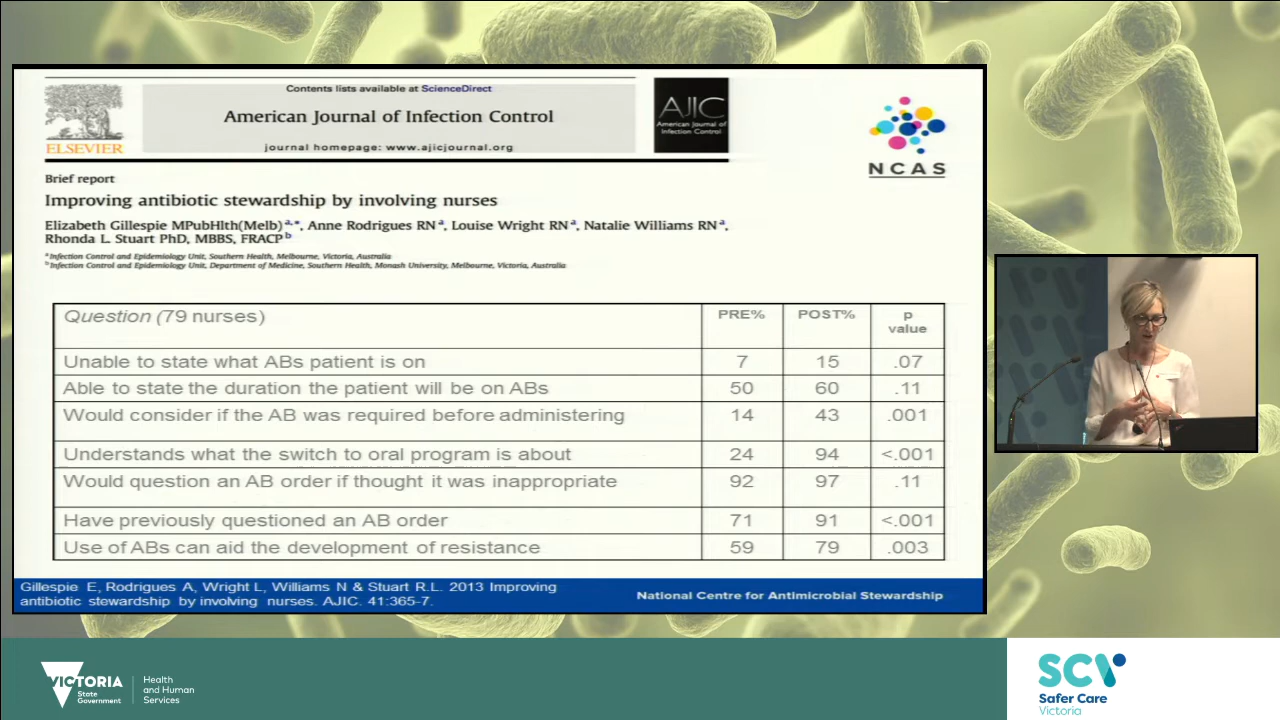 Contents lists available at ScienceDirect
American Journal of Infection Control
journal homepage: www.ajicjournal.org
ELSEVIER
AJIC
American Journal of
Infection Control
NCAS
Brief report
Improving antibiotic stewardship by involving nurses
Elizabeth Gillespie MPubHlth(Melb) a,*, Anne Rodrigues RN a, Louise Wright RN a, Natalie Williams RN a,
Rhonda L. Stuart PhD, MBBS, FRACP b
a Infection Control and Epidemiology Unit, Southern Health, Melbourne, Victoria, Australia
b Infection Control and Epidemiology Unit, Department of Medicine, Southern Health, Monash University, Melbourne, Victoria, Australia
Question (79 nurses) PRE% POST% p value
Unable to state what ABs patient is on 7 15 .07
Able to state the duration the patient will be on ABs 50 60 .11
Would consider if the AB was required before administering 14 43 .001
Understands what the switch to oral program is about 24 94 <.001
Would question an AB order if thought it was inappropriate 92 97 .11
Have previously questioned an AB order 71 91 <.001
Use of ABs can aid the development of resistance 59 79 .003
Gillespie E, Rodrigues A, Wright L, Williams N & Stuart R.L. 2013 Improving
antibiotic stewardship by involving nurses. AJIC. 41:365-7.
National Centre for Antimicrobial Stewardship
VICTORIA
State
Government
Health
and Human
Services
SCV
Safer Care
Victoria